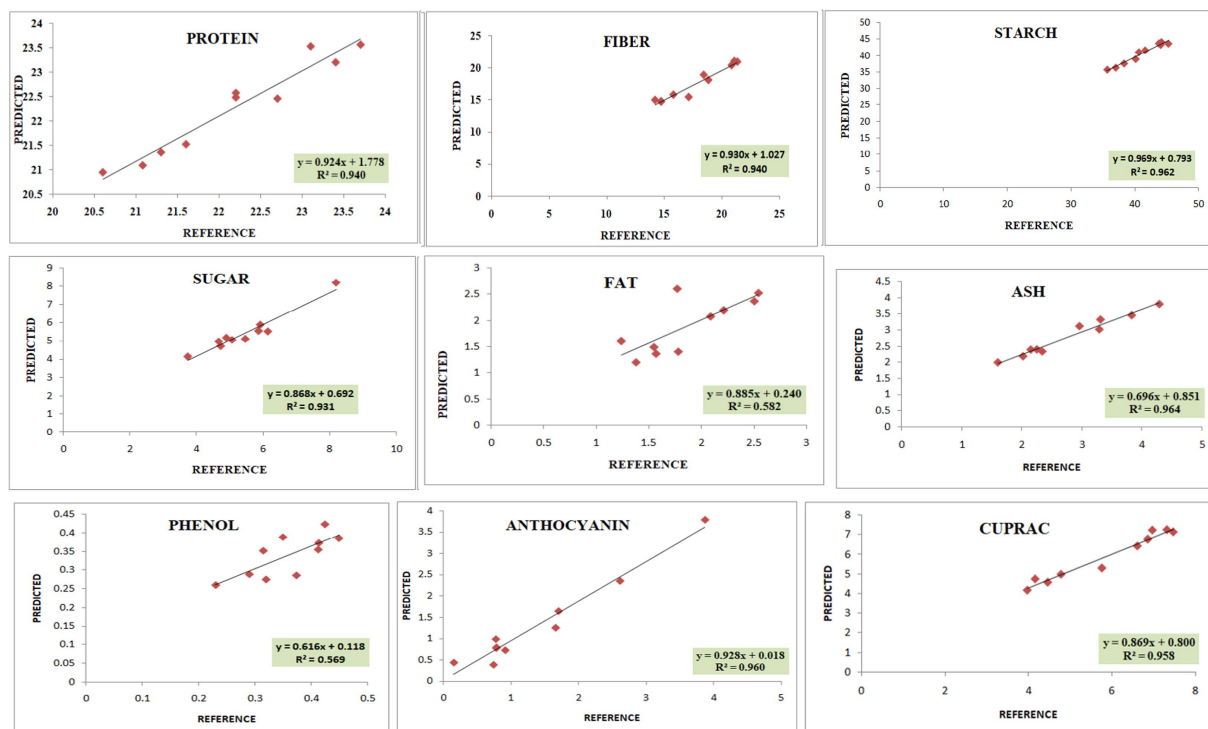 PROTEIN
PREDICTED
24
23.5
23
22.5
22
21.5
21
20.5
y = 0.924x + 1.778
R² = 0.940
20 20.5 21 21.5 22 22.5 23 23.5 24
REFERENCE
FIBER
PREDICTED
25
20
15
10
5
0
y = 0.930x + 1.027
R² = 0.940
0 5 10 15 20 25
REFERENCE
STARCH
PREDICTED
50
45
40
35
30
25
20
15
10
5
0
y = 0.969x + 0.793
R² = 0.962
0 10 20 30 40 50
REFERENCE
SUGAR
PREDICTED
9
8
7
6
5
4
3
2
1
0
y = 0.868x + 0.692
R² = 0.931
0 2 4 6 8 10
REFERENCE
FAT
PREDICTED
3
2.5
2
1.5
1
0.5
0
y = 0.885x + 0.240
R² = 0.582
0 0.5 1 1.5 2 2.5 3
REFERENCE
ASH
PREDICTED
4.5
4
3.5
3
2.5
2
1.5
1
0.5
0
y = 0.696x + 0.851
R² = 0.964
0 1 2 3 4 5
REFERENCE
PHENOL
PREDICTED
0.45
0.4
0.35
0.3
0.25
0.2
0.15
0.1
0.05
0
y = 0.616x + 0.118
R² = 0.569
0 0.1 0.2 0.3 0.4 0.5
REFERENCE
ANTHOCYANIN
PREDICTED
4
3.5
3
2.5
2
1.5
1
0.5
0
y = 0.928x + 0.018
R² = 0.960
0 1 2 3 4 5
REFERENCE
CUPRAC
PREDICTED
8
7
6
5
4
3
2
1
0
y = 0.869x + 0.800
R² = 0.958
0 2 4 6 8
REFERENCE